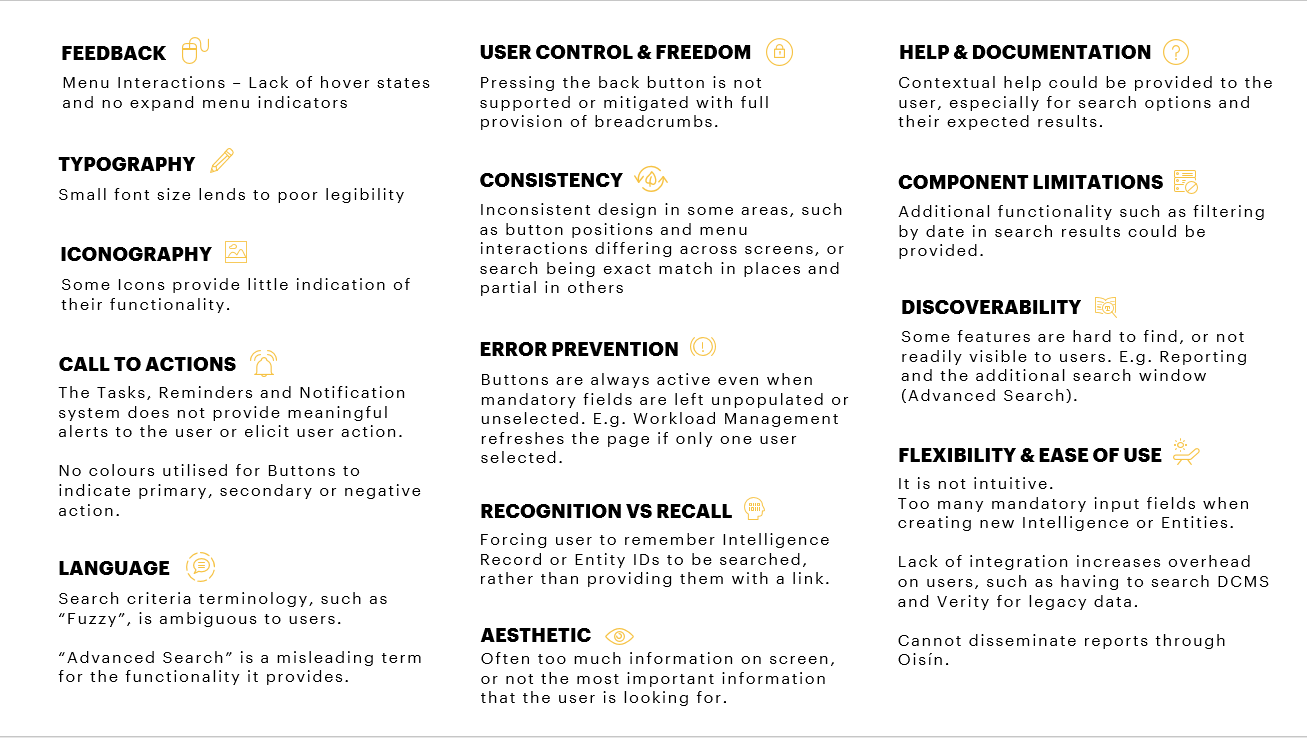 FEEDBACK
Menu Interactions – Lack of hover states
and no expand menu indicators
TYPOGRAPHY
Small font size lends to poor legibility
ICONOGRAPHY
Some Icons provide little indication of
their functionality.
CALL TO ACTIONS
The Tasks, Reminders and Notification
system does not provide meaningful
alerts to the user or elicit user action.
No colours utilised for Buttons to
indicate primary, secondary or negative
action.
LANGUAGE
Search criteria terminology, such as
“Fuzzy”, is ambiguous to users.
“Advanced Search” is a misleading term
for the functionality it provides.
USER CONTROL & FREEDOM
Pressing the back button is not
supported or mitigated with full
provision of breadcrumbs.
CONSISTENCY
Inconsistent design in some areas, such
as button positions and menu
interactions differing across screens, or
search being exact match in places and
partial in others
ERROR PREVENTION
Buttons are always active even when
mandatory fields are left unpopulated or
unselected. E.g. Workload Management
refreshes the page if only one user
selected.
RECOGNITION VS RECALL
Forcing user to remember Intelligence
Record or Entity IDs to be searched,
rather than providing them with a link.
AESTHETIC
Often too much information on screen,
or not the most important information
that the user is looking for.
HELP & DOCUMENTATION
Contextual help could be provided to the
user, especially for search options and
their expected results.
COMPONENT LIMITATIONS
Additional functionality such as filtering
by date in search results could be
provided.
DISCOVERABILITY
Some features are hard to find, or not
readily visible to users. E.g. Reporting
and the additional search window
(Advanced Search).
FLEXIBILITY & EASE OF USE
It is not intuitive.
Too many mandatory input fields when
creating new Intelligence or Entities.
Lack of integration increases overhead
on users, such as having to search DCMS
and Verity for legacy data.
Cannot disseminate reports through
Oisín.